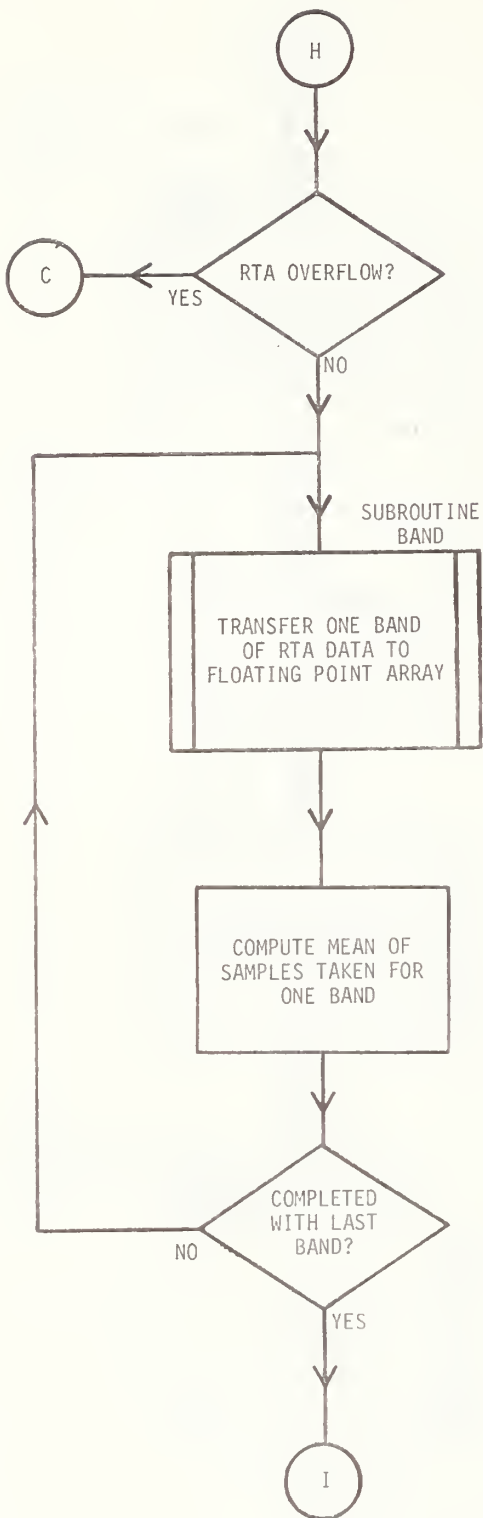 H
RTA OVERFLOW?
C
YES
NO
SUBROUTINE
BAND
TRANSFER ONE BAND
OF RTA DATA TO
FLOATING POINT ARRAY
COMPUTE MEAN OF
SAMPLES TAKEN FOR
ONE BAND
COMPLETED
WITH LAST
BAND?
NO
YES
I